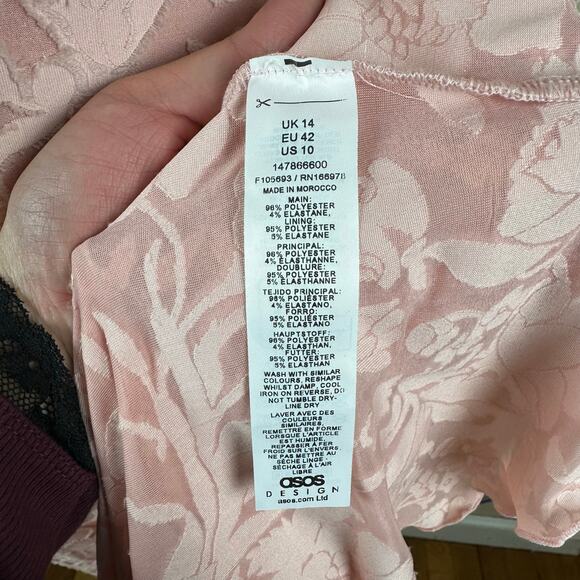 UK 14
EU 42
US 10
147866600
F105693 / RN166978
MADE IN MOROCCO
MAIN:
96% POLYESTER
4% ELASTANE,
LINING:
95% POLYESTER
5% ELASTANE
PRINCIPAL:
96% POLYESTER
4% ÉLASTHANNE,
DOUBLURE:
95% POLYESTER
5% ÉLASTHANNE
TEJIDO PRINCIPAL:
96% POLIÉSTER
4% ELASTANO,
FORRO:
95% POLIÉSTER
5% ELASTANO
HAUPTSTOFF:
96% POLYESTER
4% ELASTHAN,
FUTTER:
95% POLYESTER
5% ELASTHAN
WASH WITH SIMILAR
COLOURS, RESHAPE
WHILST DAMP, COOL
IRON ON REVERSE, DO
NOT TUMBLE DRY-
LINE DRY
LAVER AVEC DES
COULEURS
SIMILAIRES,
REMETTRE EN FORME
LORSQUE L'ARTICLE
EST HUMIDE,
REPASSER À FER
FROID SUR L'ENVERS,
NE PAS METTRE AU
SÈCHE LINGE -
SÉCHAGE À L'AIR
LIBRE
asos
DESIGN
asos.com Ltd